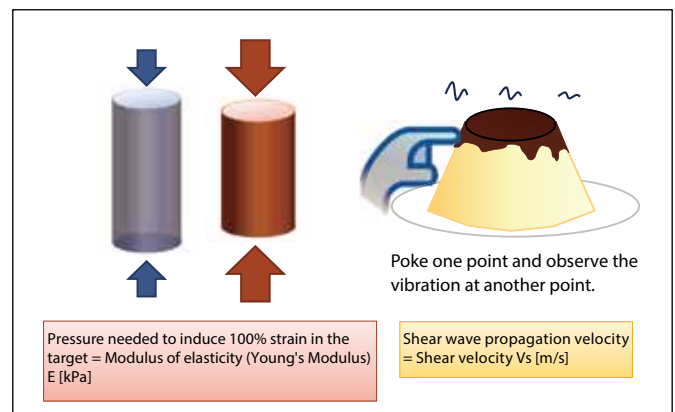 Poke one point and observe the
vibration at another point.
Pressure needed to induce 100% strain in the
target = Modulus of elasticity (Young's Modulus)
E [kPa]
Shear wave propagation velocity
= Shear velocity Vs [m/s]